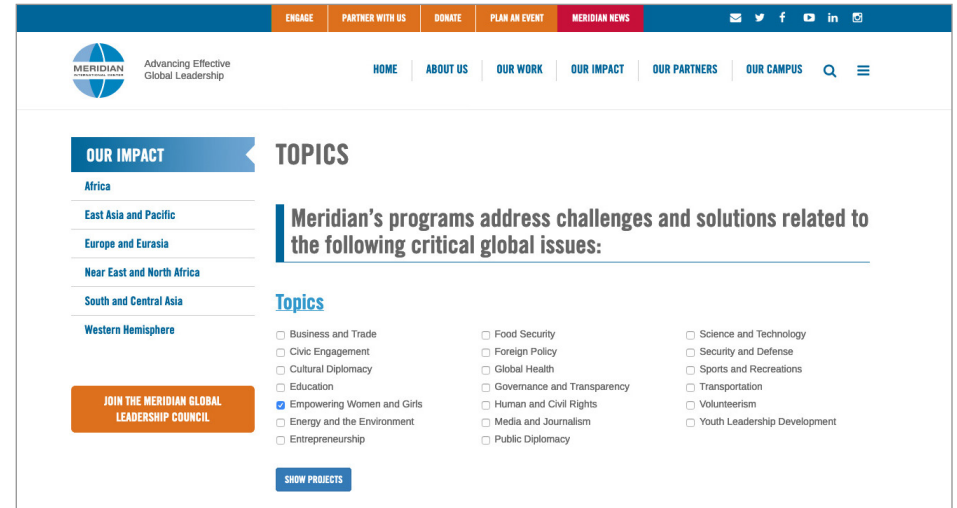 ENGAGE
PARTNER WITH US
DONATE
PLAN AN EVENT
MERIDIAN NEWS
MERIDIAN
INTERNATIONAL CENTER
Advancing Effective
Global Leadership
HOME
ABOUT US
OUR WORK
OUR IMPACT
OUR PARTNERS
OUR CAMPUS
OUR IMPACT
Africa
East Asia and Pacific
Europe and Eurasia
Near East and North Africa
South and Central Asia
Western Hemisphere
JOIN THE MERIDIAN GLOBAL
LEADERSHIP COUNCIL
TOPICS
Meridian's programs address challenges and solutions related to
the following critical global issues:
Topics
Business and Trade
Civic Engagement
Cultural Diplomacy
Education
Empowering Women and Girls
Energy and the Environment
Entrepreneurship
Food Security
Foreign Policy
Global Health
Governance and Transparency
Human and Civil Rights
Media and Journalism
Public Diplomacy
Science and Technology
Security and Defense
Sports and Recreations
Transportation
Volunteerism
Youth Leadership Development
SHOW PROJECTS